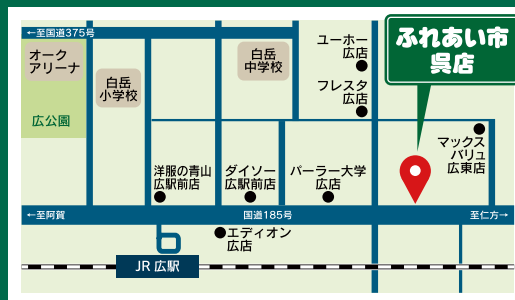 ←至国道375号
オーク
アリーナ
白岳
小学校
広公園
白岳
中学校
ユーホー
広店
フレスタ
広店
ふれあい市
呉店
マックス
バリュ
広東店
洋服の青山
広駅前店
ダイソー
広駅前店
パーラー大学
広店
←至阿賀
国道185号
至仁方→
エディオン
広店
JR 広駅